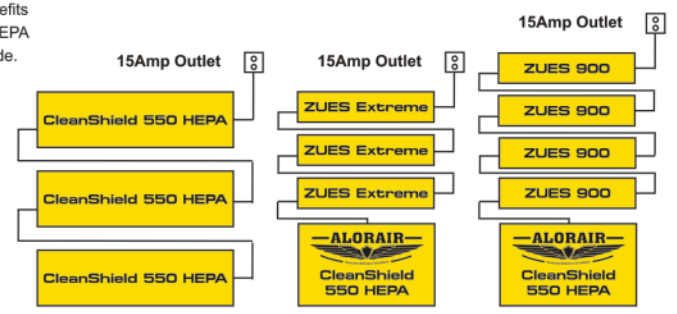 efits
EPA
de.
15Amp Outlet
CleanShield 550 HEPA
CleanShield 550 HEPA
CleanShield 550 HEPA
15Amp Outlet
ZUES Extreme
ZUES Extreme
ZUES Extreme
ALORAIR
CleanShield
550 HEPA
15Amp Outlet
ZUES 900
ZUES 900
ZUES 900
ZUES 900
ALORAIR
CleanShield
550 HEPA